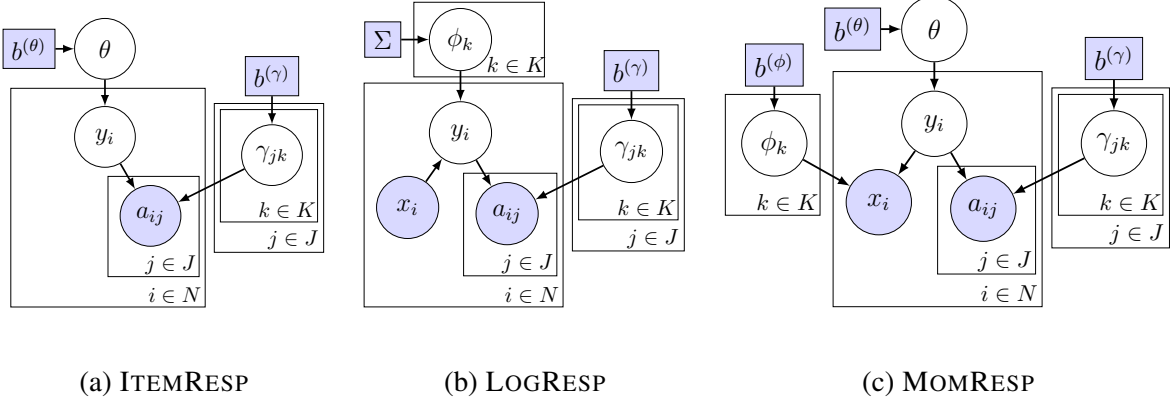 b^(θ) θ
b^(γ)
y_i
γ_jk
a_ij
k ∈ K
j ∈ J
j ∈ J
i ∈ N
(a) ITEMRESP
Σ ϕ_k
k ∈ K
b^(γ)
y_i
γ_jk
x_i a_ij
k ∈ K
j ∈ J
j ∈ J
i ∈ N
(b) LOGRESP
b^(θ) θ
b^(ϕ) b^(γ)
y_i
ϕ_k γ_jk
x_i a_ij
k ∈ K k ∈ K
j ∈ J
j ∈ J
i ∈ N
(c) MOMRESP